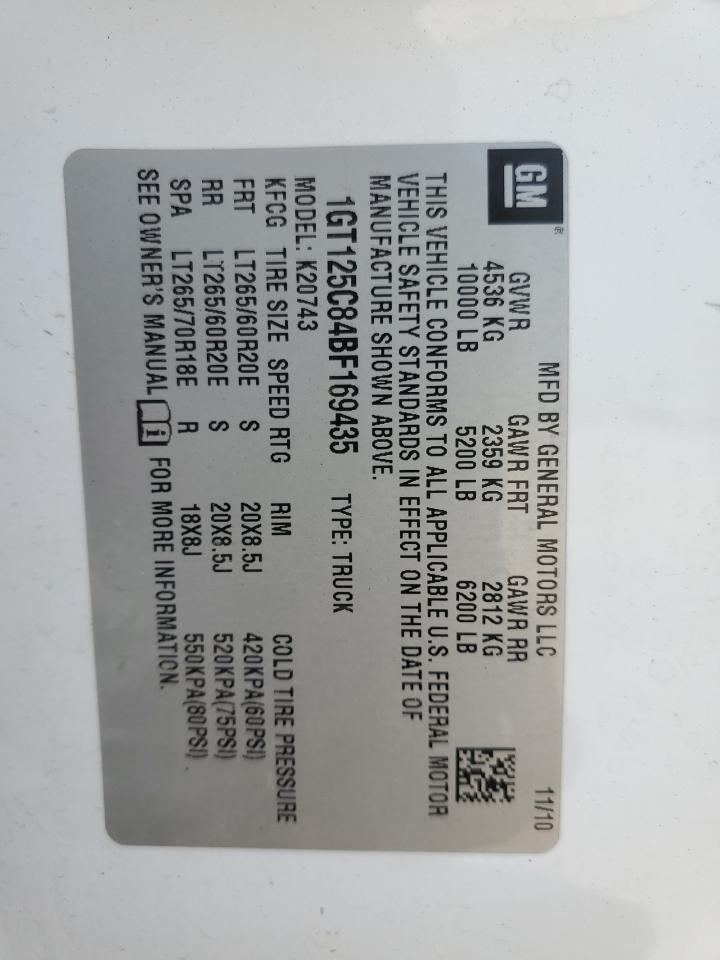 GM ®
MFD BY GENERAL MOTORS LLC 11/10
GVWR GAWR FRT GAWR RR
4536 KG 2359 KG 2812 KG
10000 LB 5200 LB 6200 LB
THIS VEHICLE CONFORMS TO ALL APPLICABLE U.S. FEDERAL MOTOR
VEHICLE SAFETY STANDARDS IN EFFECT ON THE DATE OF
MANUFACTURE SHOWN ABOVE.
1GT125C84BF169435 TYPE: TRUCK
MODEL: K20743
KFCG TIRE SIZE SPEED RTG RIM COLD TIRE PRESSURE
FRT LT265/60R20E S 20X8.5J 420KPA(60PSI)
RR LT265/60R20E S 20X8.5J 520KPA(75PSI)
SPA LT265/70R18E R 18X8J 550KPA(80PSI)
SEE OWNER'S MANUAL i FOR MORE INFORMATION.